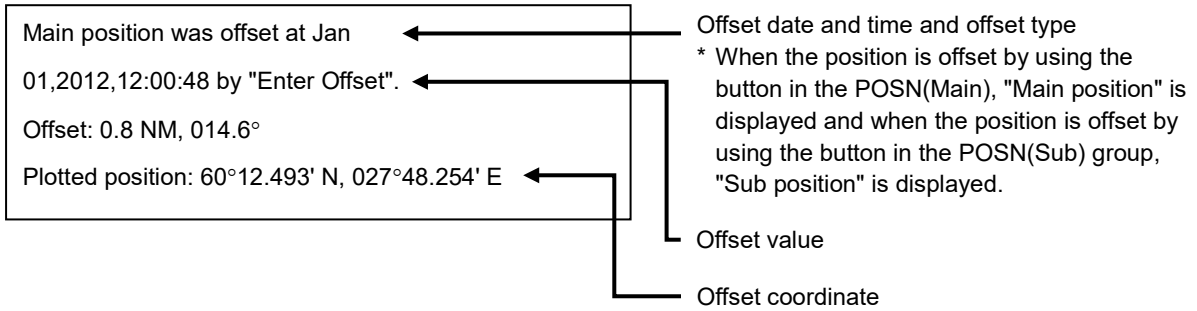 Main position was offset at Jan
01,2012,12:00:48 by "Enter Offset".
Offset: 0.8 NM, 014.6°
Plotted position: 60°12.493' N, 027°48.254' E
Offset date and time and offset type
* When the position is offset by using the
button in the POSN(Main), "Main position" is
displayed and when the position is offset by
using the button in the POSN(Sub) group,
"Sub position" is displayed.
Offset value
Offset coordinate